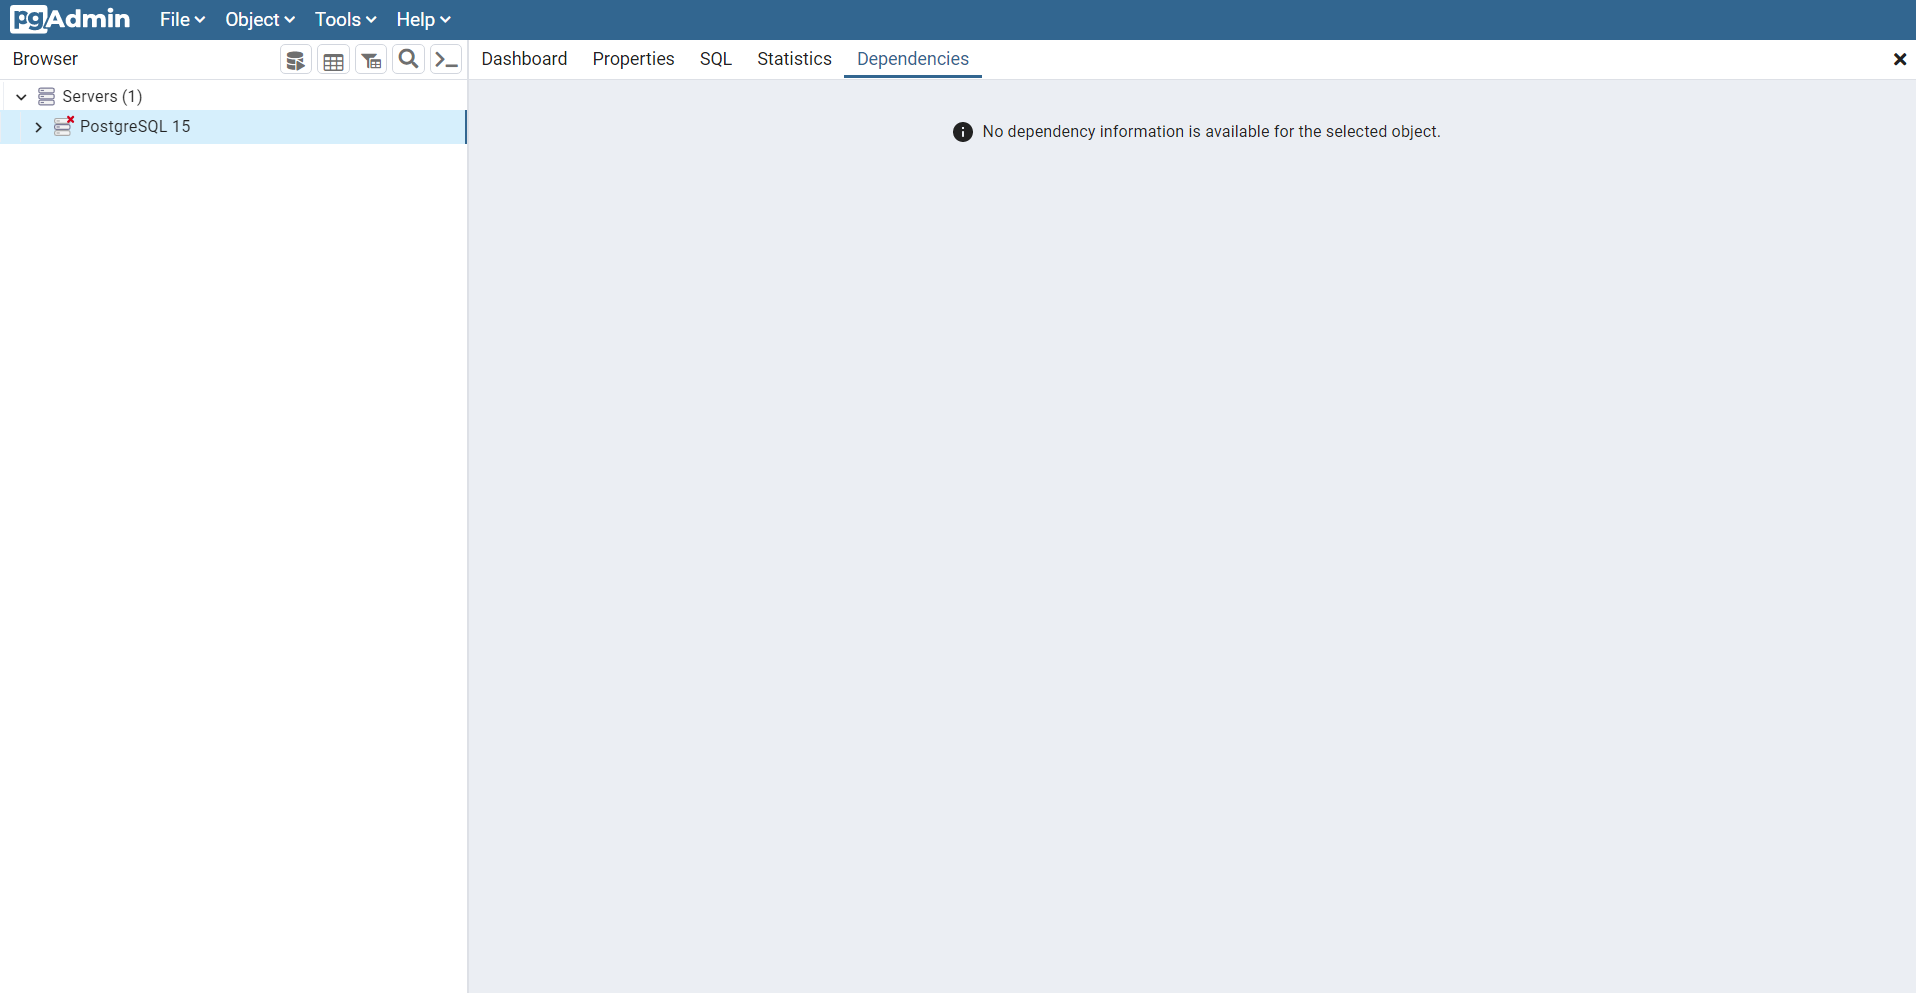 pgAdmin File Object Tools Help
Browser Dashboard Properties SQL Statistics Dependencies
Servers (1)
PostgreSQL 15
No dependency information is available for the selected object.